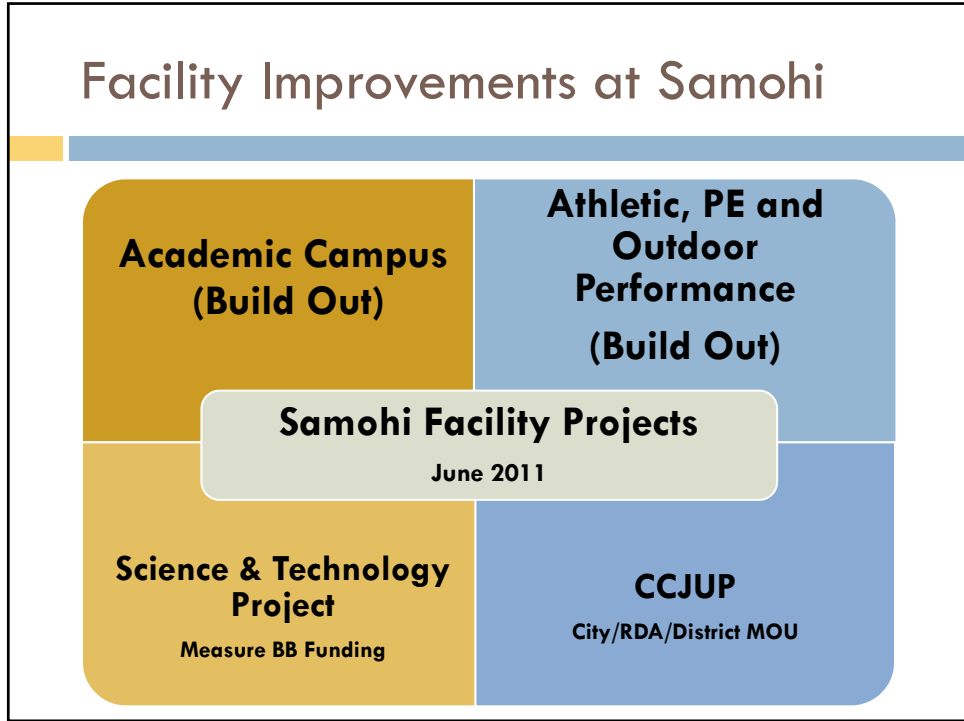 Facility Improvements at Samohi
Academic Campus
(Build Out)
Athletic, PE and
Outdoor
Performance
(Build Out)
Samohi Facility Projects
June 2011
Science & Technology
Project
Measure BB Funding
CCJUP
City/RDA/District MOU